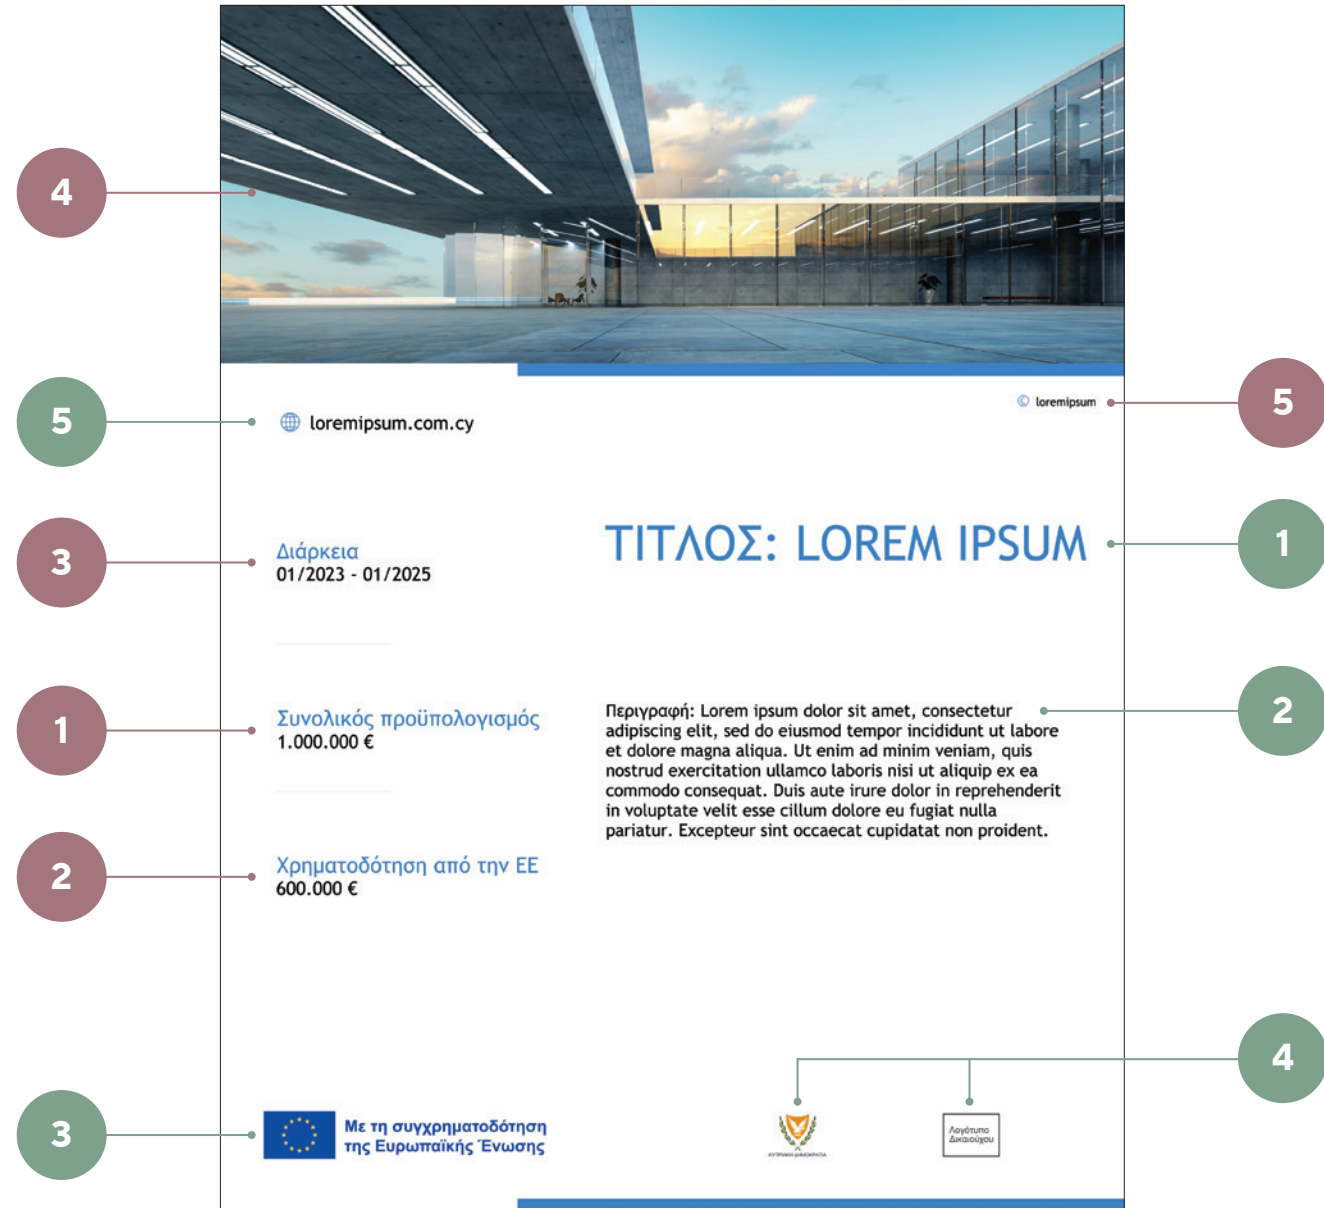 4
5
loremipsum.com.cy
© loremipsum
5
3
Διάρκεια
01/2023 - 01/2025
ΤΙΤΛΟΣ: LOREM IPSUM
1
1
Συνολικός προϋπολογισμός
1.000.000 €
Περιγραφή: Lorem ipsum dolor sit amet, consectetur
adipiscing elit, sed do eiusmod tempor incididunt ut labore
et dolore magna aliqua. Ut enim ad minim veniam, quis
nostrud exercitation ullamco laboris nisi ut aliquip ex ea
commodo consequat. Duis aute irure dolor in reprehenderit
in voluptate velit esse cillum dolore eu fugiat nulla
pariatur. Excepteur sint occaecat cupidatat non proident.
2
2
Χρηματοδότηση από την ΕΕ
600.000 €
4
3
Με τη συγχρηματοδότηση
της Ευρωπαϊκής Ένωσης
ΚΥΠΡΙΑΚΗ ΔΗΜΟΚΡΑΤΙΑ
Λογότυπο
Δικαιούχου